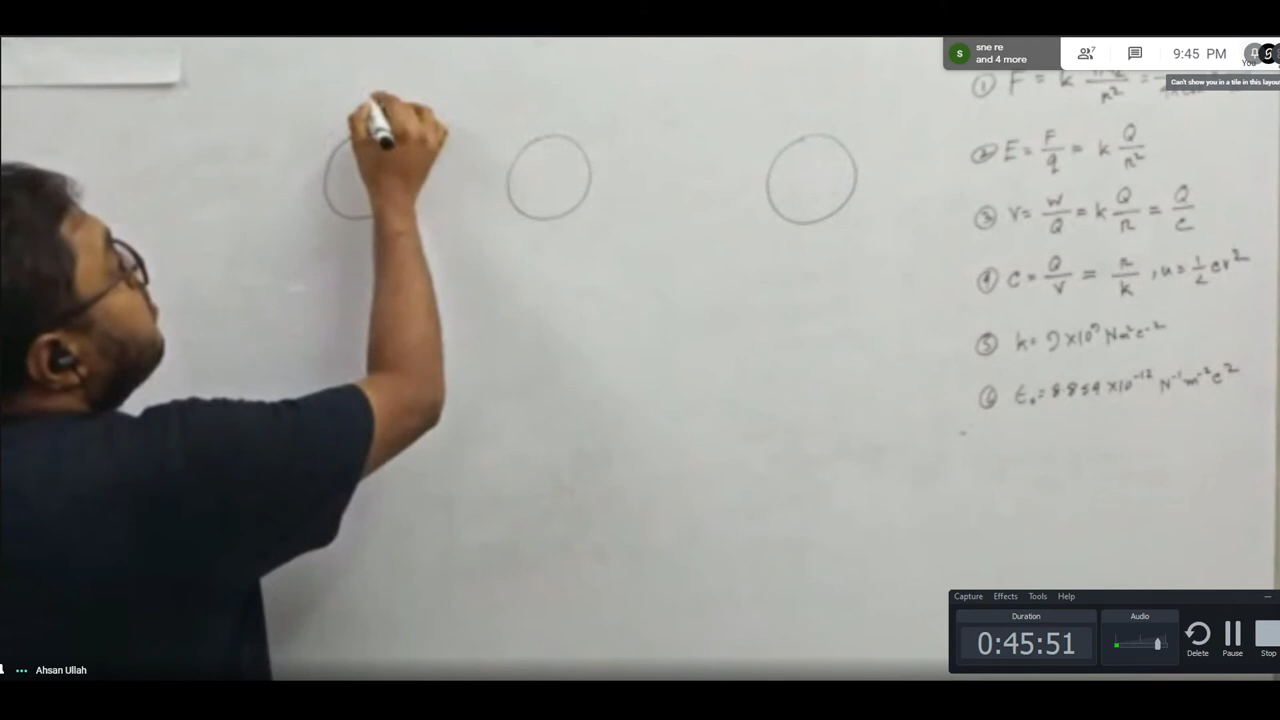 sne re
and 4 more
7
9:45 PM
You
Can't show you in a tile in this layout
① F = k
② E = F/q = k Q/r²
③ V = W/Q = k Q/r = Q/C
④ C = Q/V = r/k , u = 1/2 cv²
⑤ k = 9 × 10⁹ Nm²c⁻²
⑥ ε₀ = 8.854 × 10⁻¹² N⁻¹m⁻²c²
Capture Effects Tools Help
Duration Audio
0:45:51
Delete Pause Stop
Ahsan Ullah